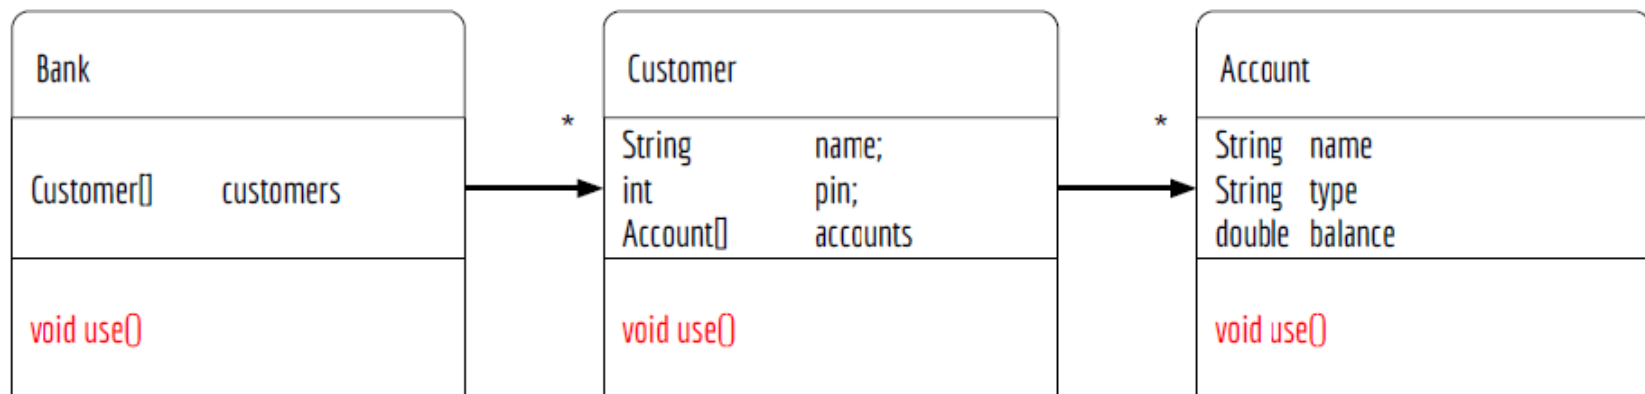 Bank
Customer[] customers
void use()
*
Customer
String name;
int pin;
Account[] accounts
void use()
*
Account
String name
String type
double balance
void use()